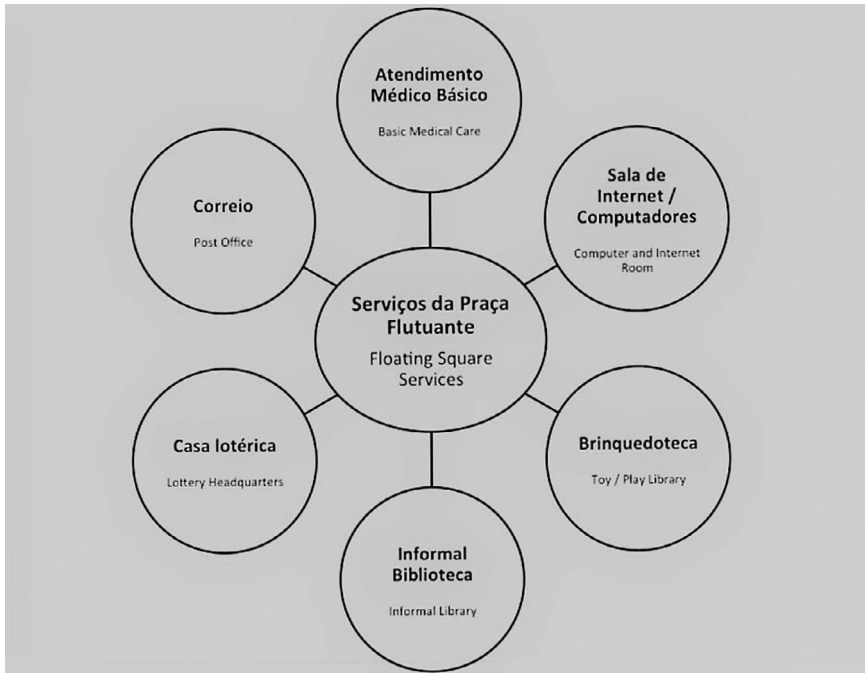 Atendimento
Médico Básico
Basic Medical Care
Correio
Post Office
Sala de
Internet /
Computadores
Computer and Internet
Room
Serviços da Praça
Flutuante
Floating Square
Services
Casa lotérica
Lottery Headquarters
Brinquedoteca
Toy / Play Library
Informal
Biblioteca
Informal Library